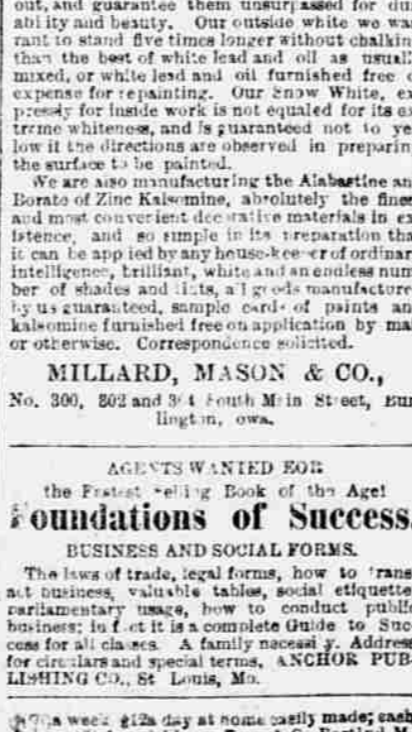 out, and guarantee them unsurpassed for du
ability and beauty. Our outside white we wa
rant to stand five times longer without chalkin
than the best of white lead and oil as usuall
mixed, or white lead and oil furnished free o
expense for repainting. Our Snow White, ex
pressly for inside work is not equaled for its ex
treme whiteness, and is guaranteed not to ye
low if the directions are observed in preparin
the surface to be painted.
We are also manufacturing the Alabastine an
Borate of Zinc Kalsomine, absolutely the fines
and most convenient decorative materials in ex
istence, and so simple in its preparation tha
it can be applied by any house-keeper of ordinar
intelligence, brilliant, white and an endless num
ber of shades and tints, all goods manufacture
by us guaranteed, sample cards of paints an
kalsomine furnished free on application by ma
or otherwise. Correspondence solicited.
MILLARD, MASON & CO.,
No. 300, 302 and 304 South Main Street, Bur
lington, owa.
AGENTS WANTED FOR
the Fastest selling Book of the Age!
Foundations of Success.
BUSINESS AND SOCIAL FORMS.
The laws of trade, legal forms, how to trans
act business, valuable tables, social etiquette
parliamentary usage, how to conduct publi
business; in fact it is a complete Guide to Suc
cess for all classes. A family necessity. Address
for circulars and special terms, ANCHOR PUB
LISHING CO., St Louis, Mo.
a week. $12 a day at home easily made; cash